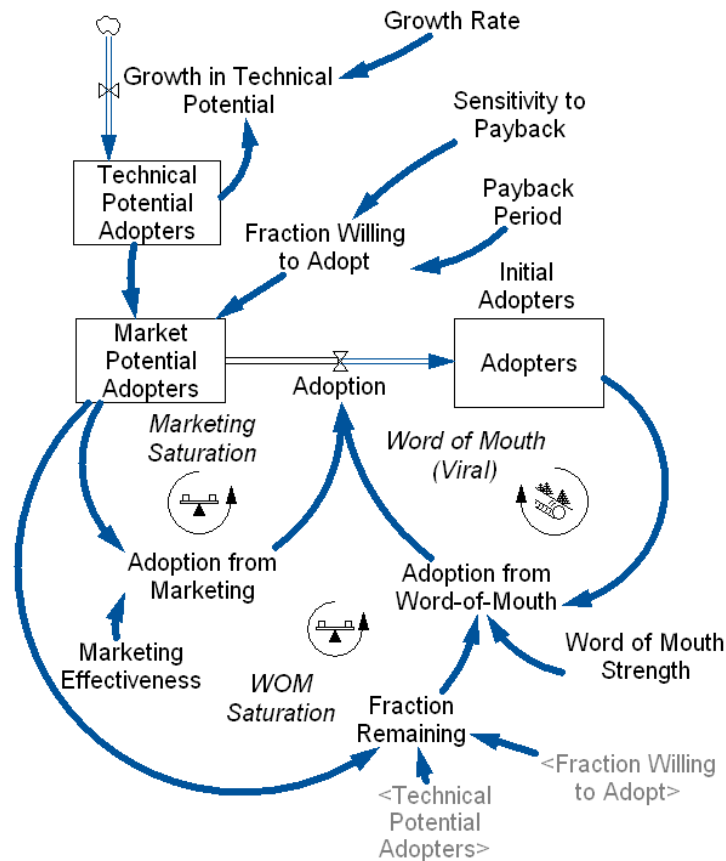 Growth Rate
Growth in Technical
Potential
Sensitivity to
Payback
Technical
Potential
Adopters
Payback
Period
Fraction Willing
to Adopt
Initial
Adopters
Market
Potential
Adopters
Adopters
Adoption
Marketing
Saturation
Word of Mouth
(Viral)
Adoption from
Marketing
Adoption from
Word-of-Mouth
Marketing
Effectiveness
WOM
Saturation
Word of Mouth
Strength
Fraction
Remaining
<Fraction Willing
to Adopt>
<Technical
Potential
Adopters>